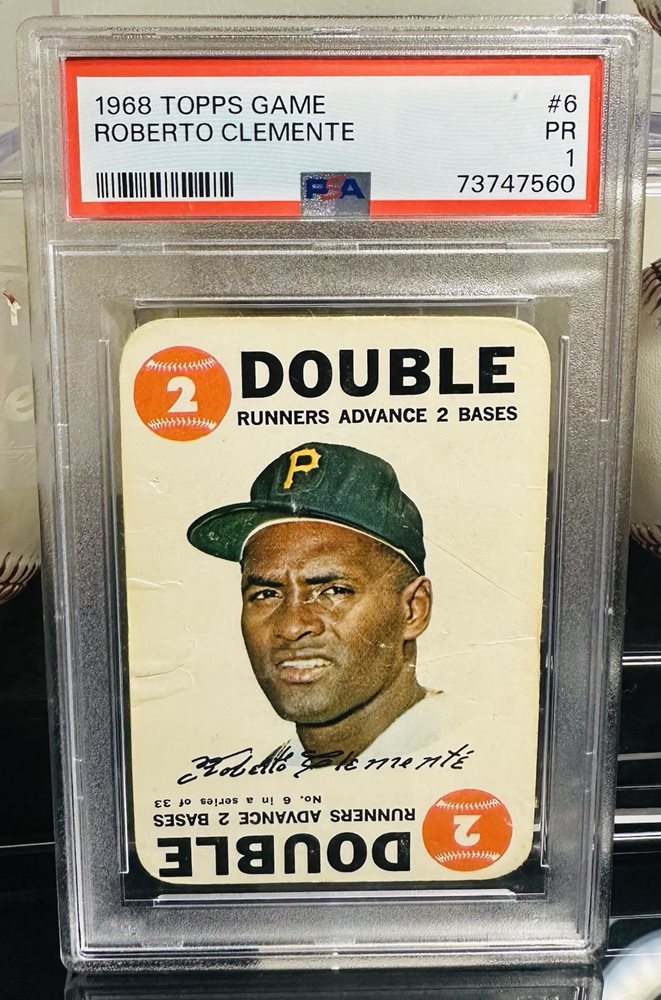 1968 TOPPS GAME #6
ROBERTO CLEMENTE PR
1
73747560
PSA
2 DOUBLE
RUNNERS ADVANCE 2 BASES
P
Roberto Clemente
No. 6 in a series of 33
RUNNERS ADVANCE 2 BASES
DOUBLE 2